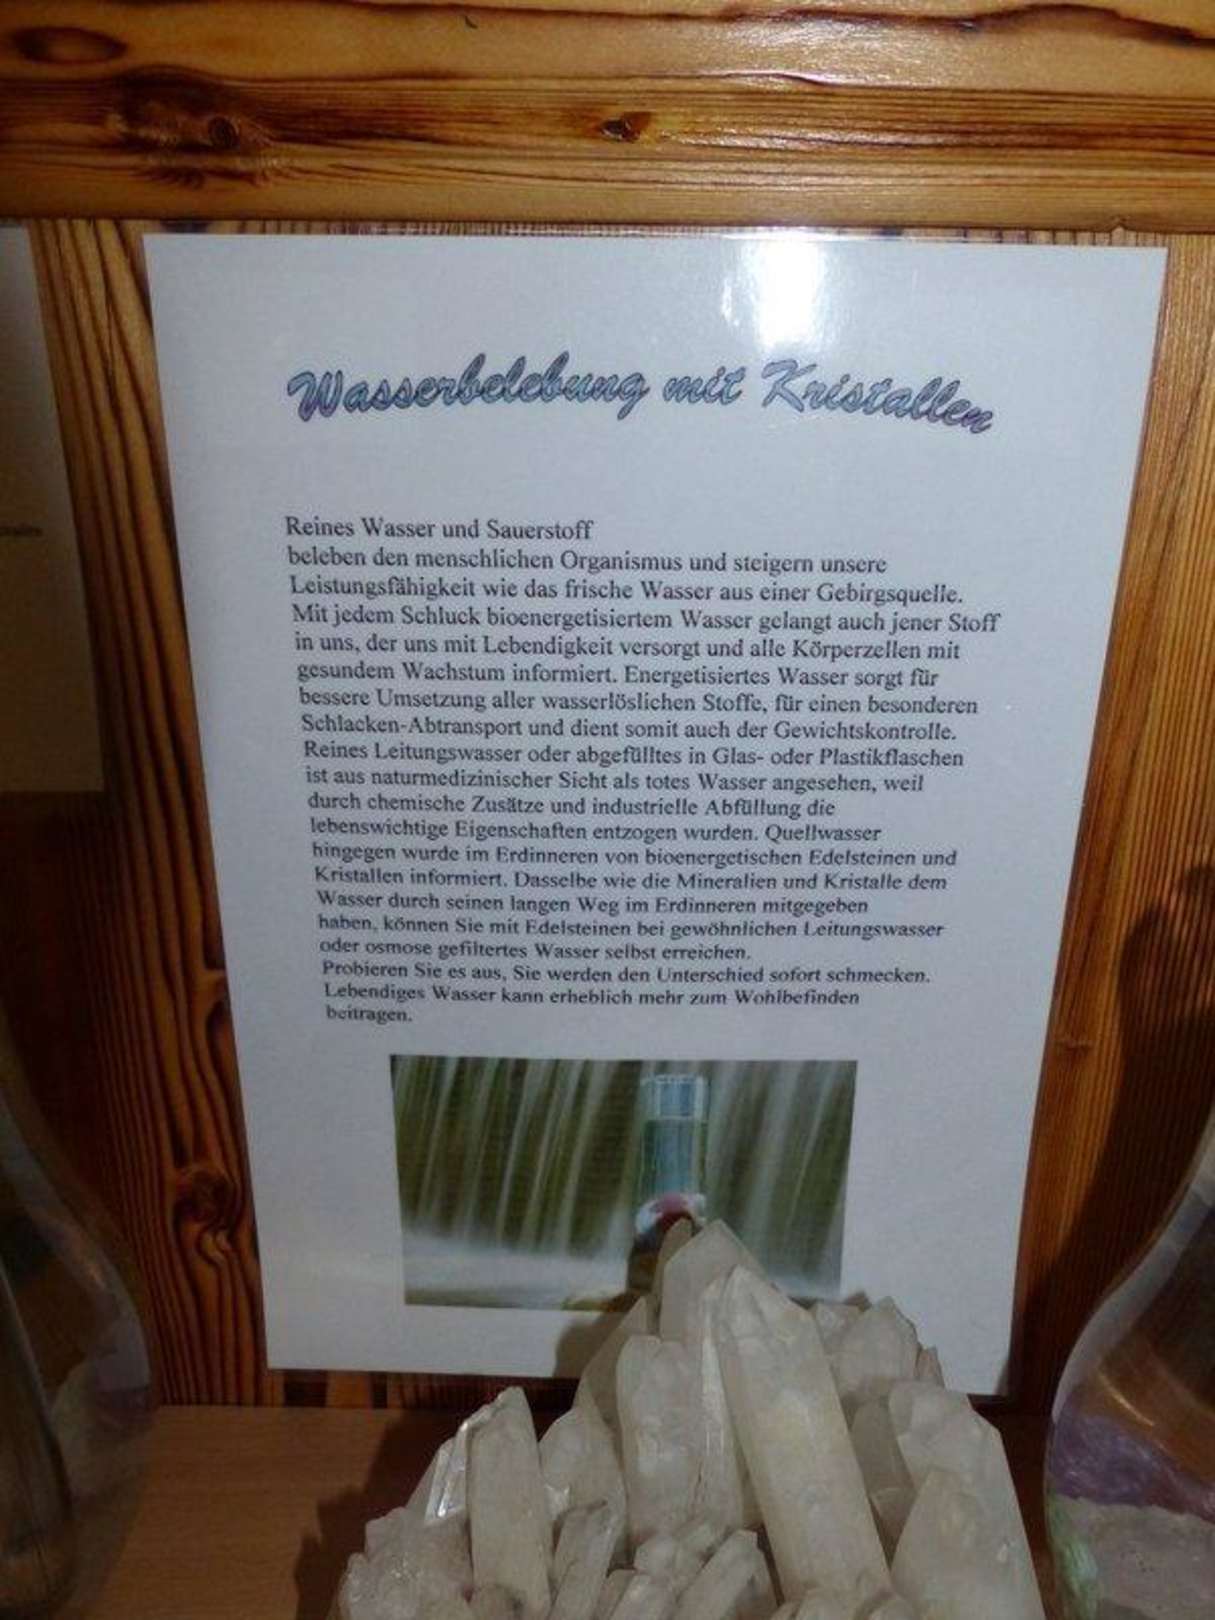 Wasserbelebung mit Kristallen
Reines Wasser und Sauerstoff
beleben den menschlichen Organismus und steigern unsere
Leistungsfähigkeit wie das frische Wasser aus einer Gebirgsquelle.
Mit jedem Schluck bioenergetisiertem Wasser gelangt auch jener Stoff
in uns, der uns mit Lebendigkeit versorgt und alle Körperzellen mit
gesundem Wachstum informiert. Energetisiertes Wasser sorgt für
bessere Umsetzung aller wasserlöslichen Stoffe, für einen besonderen
Schlacken-Abtransport und dient somit auch der Gewichtskontrolle.
Reines Leitungswasser oder abgefülltes in Glas- oder Plastikflaschen
ist aus naturmedizinischer Sicht als totes Wasser angesehen, weil
durch chemische Zusätze und industrielle Abfüllung die
lebenswichtige Eigenschaften entzogen wurden. Quellwasser
hingegen wurde im Erdinneren von bioenergetischen Edelsteinen und
Kristallen informiert. Dasselbe wie die Mineralien und Kristalle dem
Wasser durch seinen langen Weg im Erdinneren mitgegeben
haben, können Sie mit Edelsteinen bei gewöhnlichen Leitungswasser
oder osmose gefiltertes Wasser selbst erreichen.
Probieren Sie es aus, Sie werden den Unterschied sofort schmecken.
Lebendiges Wasser kann erheblich mehr zum Wohlbefinden
beitragen.